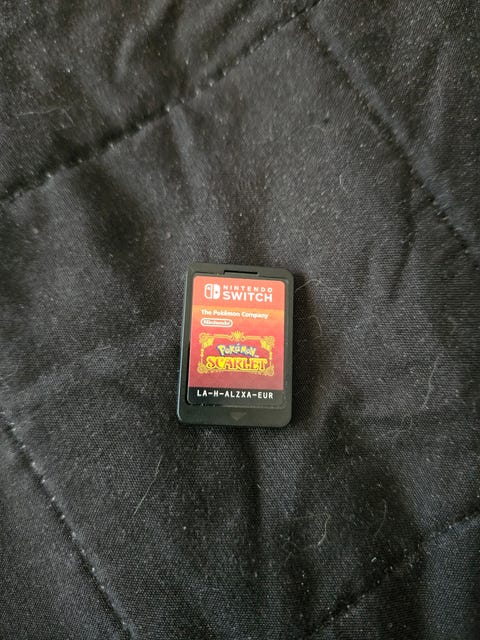 NINTENDO
SWITCH
The Pokémon Company
Nintendo
POKÉMON
SCARLET
LA-H-ALZXA-EUR